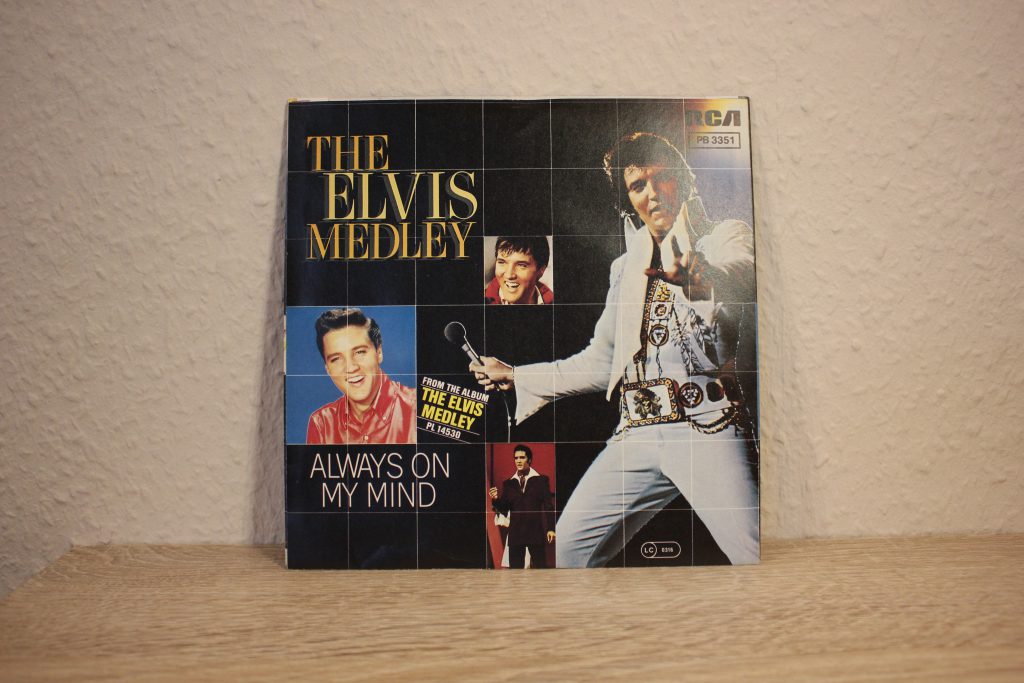 THE
ELVIS
MEDLEY
RCA
PB 3351
FROM THE ALBUM
THE ELVIS
MEDLEY
PL 14530
ALWAYS ON
MY MIND
LC 0316